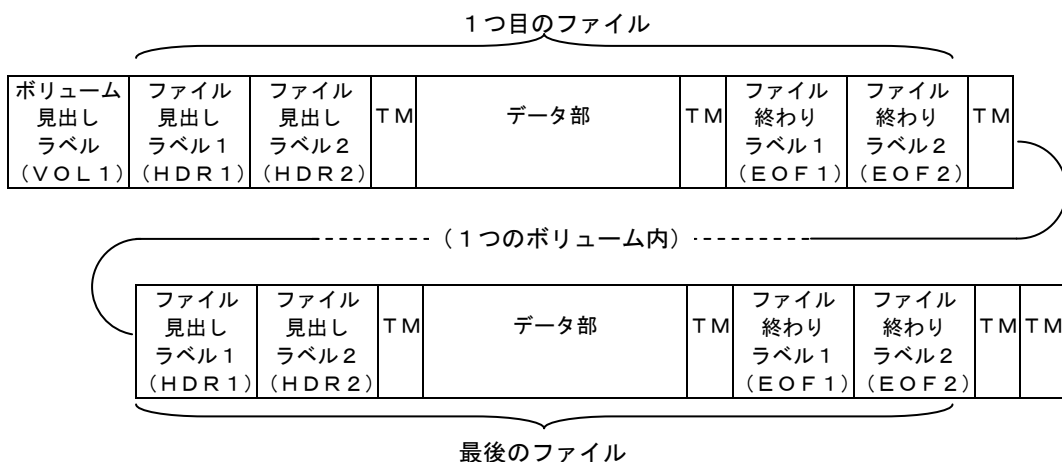 1つ目のファイル
ボリューム見出しラベル(VOL1)
ファイル見出しラベル1(HDR1)
ファイル見出しラベル2(HDR2)
TM
データ部
TM
ファイル終わりラベル1(EOF1)
ファイル終わりラベル2(EOF2)
TM
(1つのボリューム内)
ファイル見出しラベル1(HDR1)
ファイル見出しラベル2(HDR2)
TM
データ部
TM
ファイル終わりラベル1(EOF1)
ファイル終わりラベル2(EOF2)
TM
TM
最後のファイル